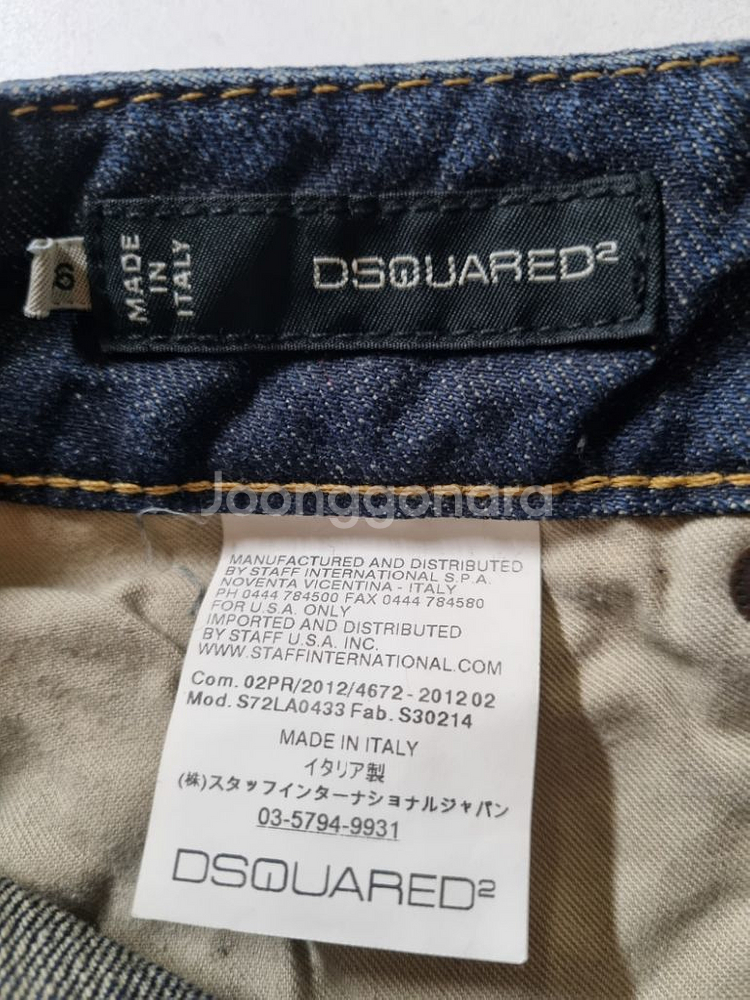 MADE
IN
ITALY
DSQUARED2
Joonggonara
MANUFACTURED AND DISTRIBUTED
BY STAFF INTERNATIONAL S.P.A.
NOVENTA VICENTINA - ITALY
PH 0444 784500 FAX 0444 784580
FOR U.S.A. ONLY
IMPORTED AND DISTRIBUTED
BY STAFF U.S.A. INC.
WWW.STAFFINTERNATIONAL.COM
Com. 02PR/2012/4672 - 2012 02
Mod. S72LA0433 Fab. S30214
MADE IN ITALY
イタリア製
(株)スタッフインターナショナルジャパン
03-5794-9931
DSQUARED2